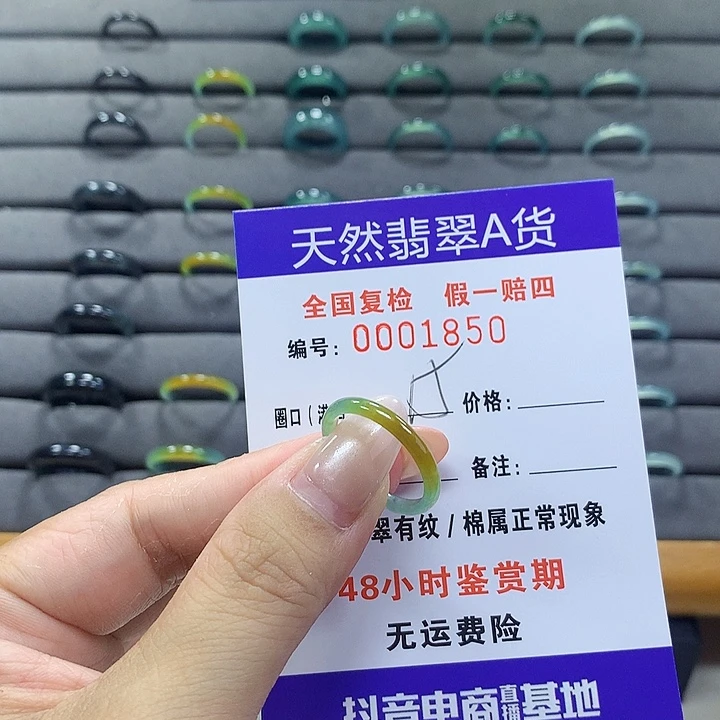 天然翡翠A货
全国复检 假一赔四
编号: 0001850
圈口(港 价格:
备注:
翠有纹/棉属正常现象
48小时鉴赏期
无运费险
抖音电商直播基地